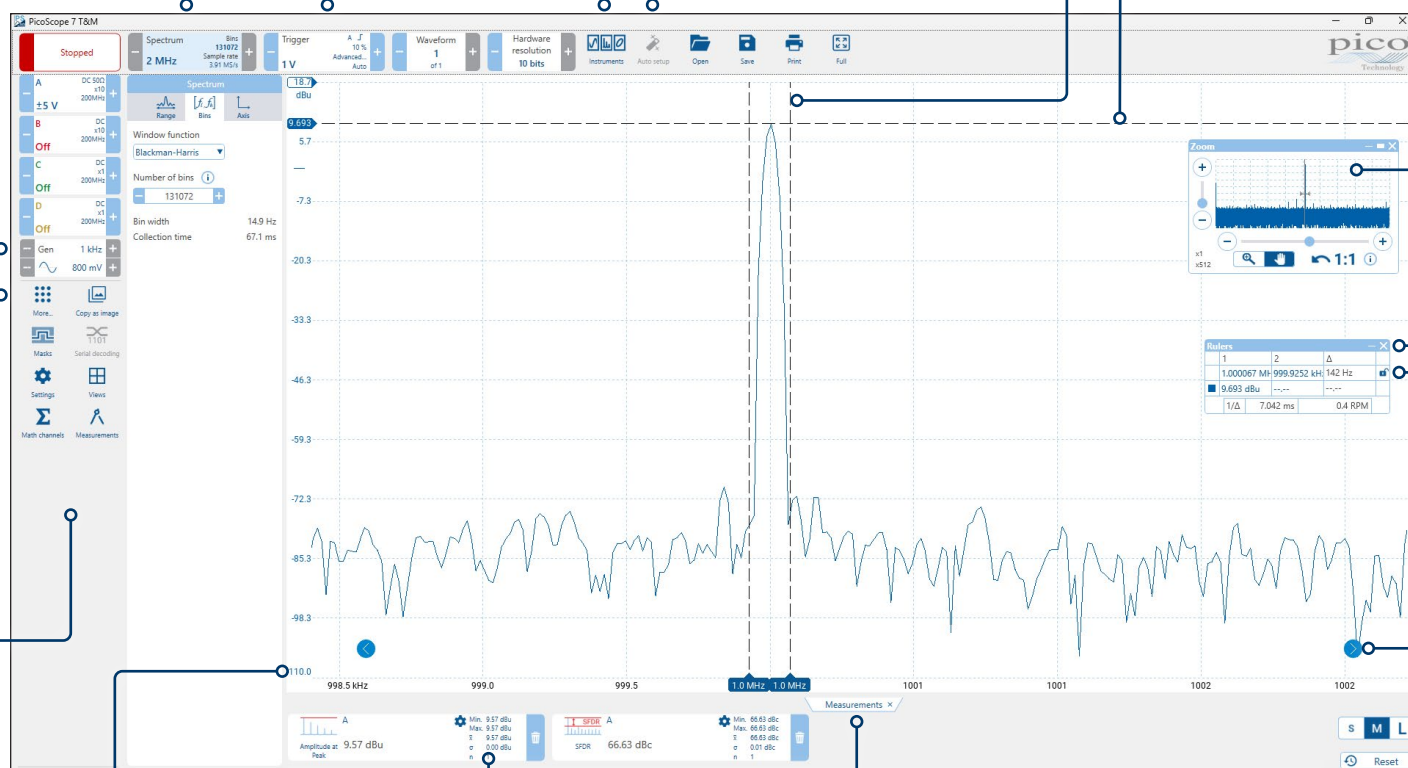 PicoScope 7 T&M
Stopped
Spectrum
Bins
131072
2 MHz
Sample rate
3.91 MS/s
Trigger
A
10 %
Advanced...
1 V
Auto
Waveform
1
of 1
Hardware
resolution
10 bits
Instruments
Auto setup
Open
Save
Print
Full
pico
Technology
A
DC 50Ω
x10
±5 V
200MHz
B
DC
x10
Off
200MHz
C
DC
x1
Off
200MHz
D
DC
x1
Off
200MHz
Gen
1 kHz
800 mV
More...
Copy as image
1101
Masks
Serial decoding
Settings
Views
Math channels
Measurements
Spectrum
Range
Bins
Axis
Window function
Blackman-Harris
Number of bins
131072
Bin width 14.9 Hz
Collection time 67.1 ms
18.7
dBu
9.693
5.7
-7.3
-20.3
-33.3
-46.3
-59.3
-72.3
-85.3
-98.3
110.0
998.5 kHz
999.0
999.5
1.0 MHz
1.0 MHz
1001
1001
1002
1002
Zoom
x1
x512
1:1
Rulers
1 2 Δ
1.000067 MH 999.9252 kH 142 Hz
9.693 dBu --.-- --.--
1/Δ 7.042 ms 0.4 RPM
Measurements ×
A
Amplitude at
Peak
9.57 dBu
Min. 9.57 dBu
Max. 9.57 dBu
x̄ 9.57 dBu
σ 0.00 dBu
SFDR A
SFDR
66.63 dBc
Min. 66.63 dBc
Max. 66.63 dBc
x̄ 66.63 dBc
σ 0.01 dBc
n 1
S M L
Reset